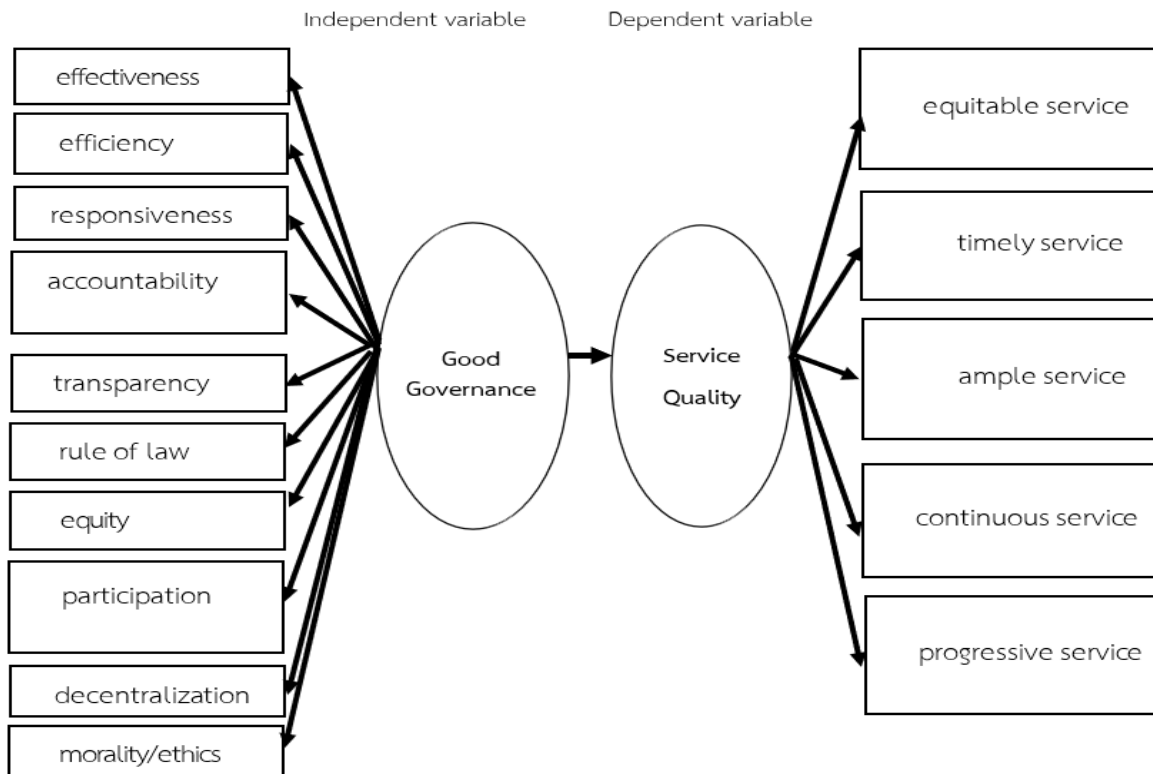 Independent variable
Dependent variable
effectiveness
efficiency
responsiveness
accountability
transparency
rule of law
equity
participation
decentralization
morality/ethics
Good
Governance
Service
Quality
equitable service
timely service
ample service
continuous service
progressive service